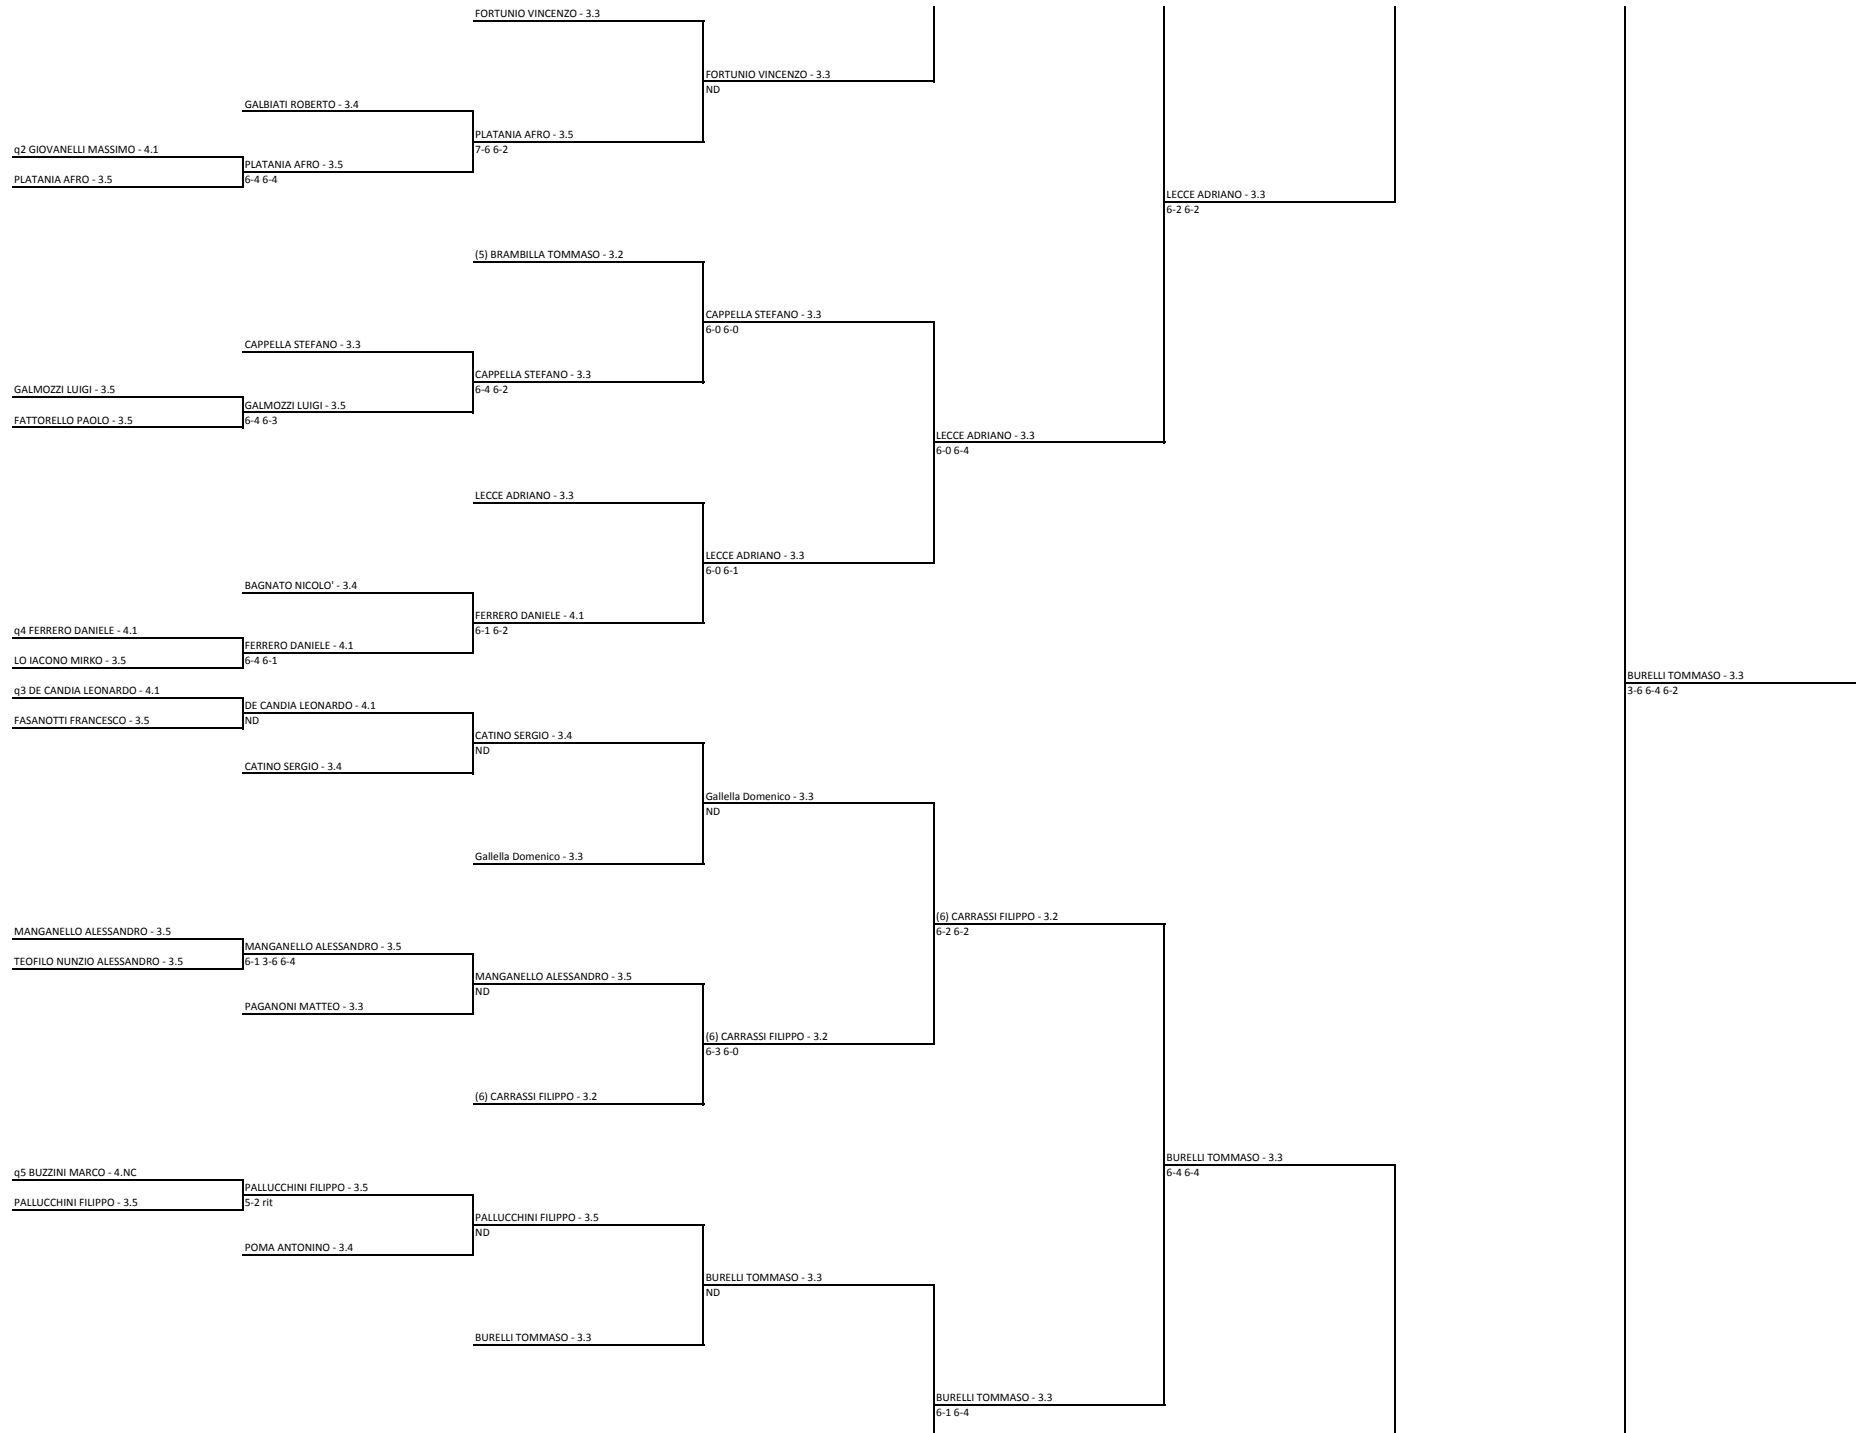 FORTUNIO VINCENZO - 3.3
FORTUNIO VINCENZO - 3.3
ND
GALBIATI ROBERTO - 3.4
PLATANIA AFRO - 3.5
7-6 6-2
q2 GIOVANELLI MASSIMO - 4.1
PLATANIA AFRO - 3.5
6-4 6-4
PLATANIA AFRO - 3.5
LECCE ADRIANO - 3.3
6-2 6-2
(5) BRAMBILLA TOMMASO - 3.2
CAPPELLA STEFANO - 3.3
6-0 6-0
CAPPELLA STEFANO - 3.3
CAPPELLA STEFANO - 3.3
6-4 6-2
GALMOZZI LUIGI - 3.5
GALMOZZI LUIGI - 3.5
6-4 6-3
FATTORELLO PAOLO - 3.5
LECCE ADRIANO - 3.3
6-0 6-4
LECCE ADRIANO - 3.3
LECCE ADRIANO - 3.3
6-0 6-1
BAGNATO NICOLO' - 3.4
FERRERO DANIELE - 4.1
6-1 6-2
q4 FERRERO DANIELE - 4.1
FERRERO DANIELE - 4.1
6-4 6-1
LO IACONO MIRKO - 3.5
BURELLI TOMMASO - 3.3
3-6 6-4 6-2
q3 DE CANDIA LEONARDO - 4.1
DE CANDIA LEONARDO - 4.1
ND
FASANOTTI FRANCESCO - 3.5
CATINO SERGIO - 3.4
ND
CATINO SERGIO - 3.4
Gallella Domenico - 3.3
ND
Gallella Domenico - 3.3
(6) CARRASSI FILIPPO - 3.2
6-2 6-2
MANGANELLO ALESSANDRO - 3.5
MANGANELLO ALESSANDRO - 3.5
6-1 3-6 6-4
TEOFILO NUNZIO ALESSANDRO - 3.5
MANGANELLO ALESSANDRO - 3.5
ND
PAGANONI MATTEO - 3.3
(6) CARRASSI FILIPPO - 3.2
6-3 6-0
(6) CARRASSI FILIPPO - 3.2
BURELLI TOMMASO - 3.3
6-4 6-4
q5 BUZZINI MARCO - 4.NC
PALLUCCHINI FILIPPO - 3.5
5-2 rit
PALLUCCHINI FILIPPO - 3.5
PALLUCCHINI FILIPPO - 3.5
ND
POMA ANTONINO - 3.4
BURELLI TOMMASO - 3.3
ND
BURELLI TOMMASO - 3.3
BURELLI TOMMASO - 3.3
6-1 6-4